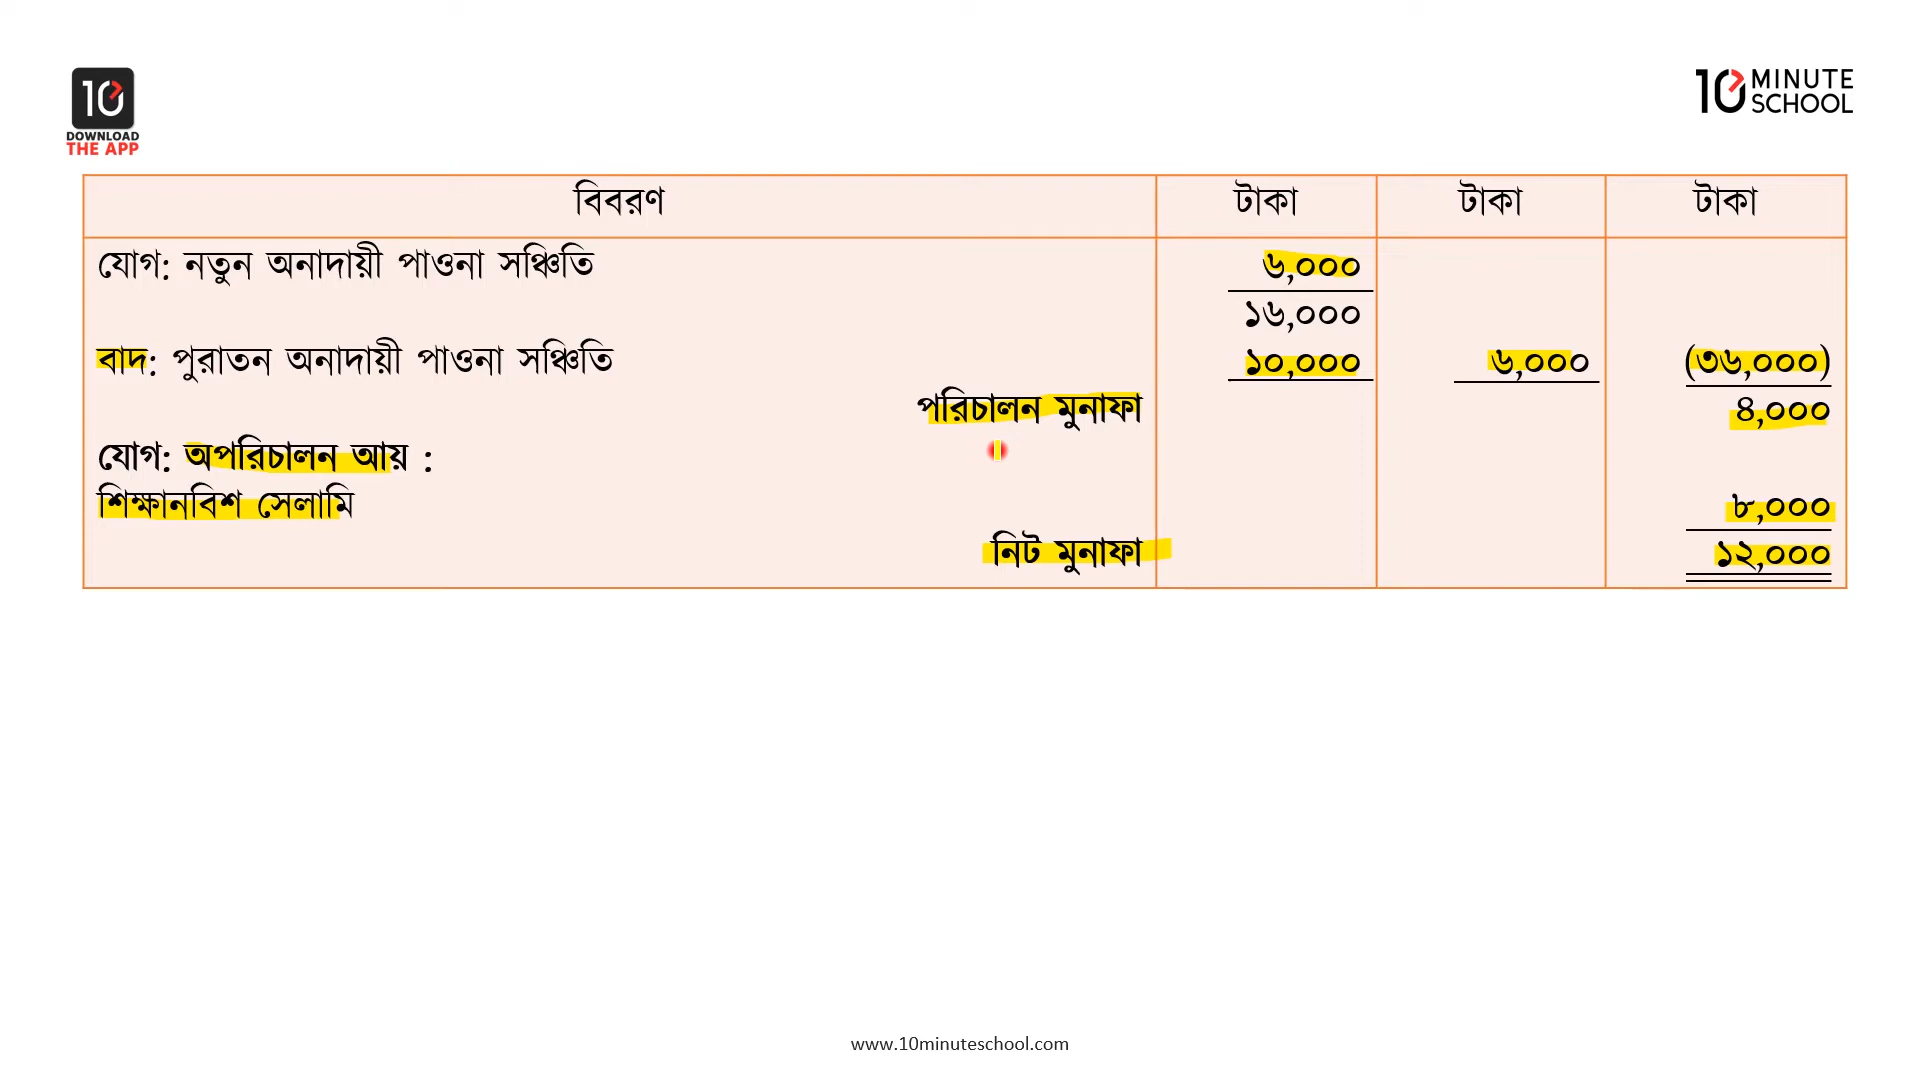 10
DOWNLOAD
THE APP
10 MINUTE
SCHOOL
বিবরণ টাকা টাকা টাকা
যোগ: নতুন অনাদায়ী পাওনা সঞ্চিতি ৬,০০০
১৬,০০০
বাদ: পুরাতন অনাদায়ী পাওনা সঞ্চিতি ১০,০০০ ৬,০০০ (৩৬,০০০)
পরিচালন মুনাফা ৪,০০০
যোগ: অপরিচালন আয় :
শিক্ষানবিশ সেলামি ৮,০০০
নিট মুনাফা ১২,০০০
www.10minuteschool.com